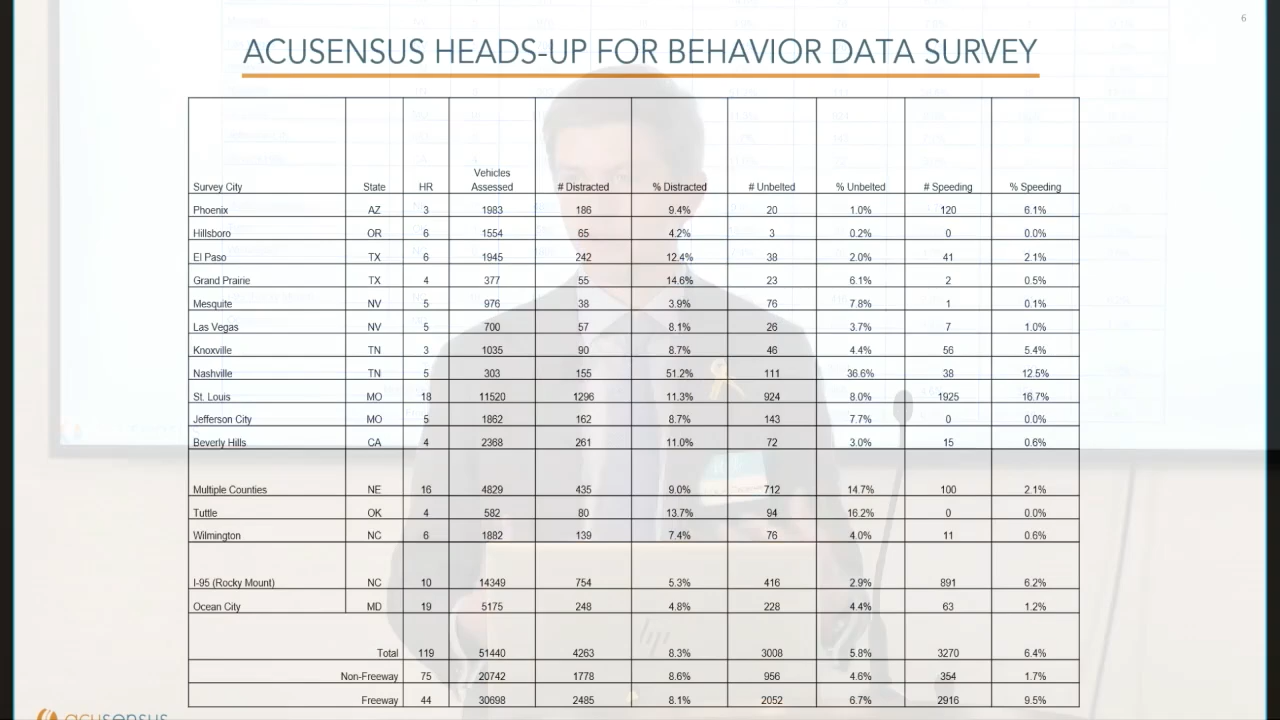 6
ACUSENSUS HEADS-UP FOR BEHAVIOR DATA SURVEY
Survey City State HR Vehicles Assessed # Distracted % Distracted # Unbelted % Unbelted # Speeding % Speeding
Phoenix AZ 3 1983 186 9.4% 20 1.0% 120 6.1%
Hillsboro OR 6 1554 65 4.2% 3 0.2% 0 0.0%
El Paso TX 6 1945 242 12.4% 38 2.0% 41 2.1%
Grand Prairie TX 4 377 55 14.6% 23 6.1% 2 0.5%
Mesquite NV 5 976 38 3.9% 76 7.8% 1 0.1%
Las Vegas NV 5 700 57 8.1% 26 3.7% 7 1.0%
Knoxville TN 3 1035 90 8.7% 46 4.4% 56 5.4%
Nashville TN 5 303 155 51.2% 111 36.6% 38 12.5%
St. Louis MO 18 11520 1296 11.3% 924 8.0% 1925 16.7%
Jefferson City MO 5 1862 162 8.7% 143 7.7% 0 0.0%
Beverly Hills CA 4 2368 261 11.0% 72 3.0% 15 0.6%
Multiple Counties NE 16 4829 435 9.0% 712 14.7% 100 2.1%
Tuttle OK 4 582 80 13.7% 94 16.2% 0 0.0%
Wilmington NC 6 1882 139 7.4% 76 4.0% 11 0.6%
I-95 (Rocky Mount) NC 10 14349 754 5.3% 416 2.9% 891 6.2%
Ocean City MD 19 5175 248 4.8% 228 4.4% 63 1.2%
Total 119 51440 4263 8.3% 3008 5.8% 3270 6.4%
Non-Freeway 75 20742 1778 8.6% 956 4.6% 354 1.7%
Freeway 44 30698 2485 8.1% 2052 6.7% 2916 9.5%
acusensus
hp